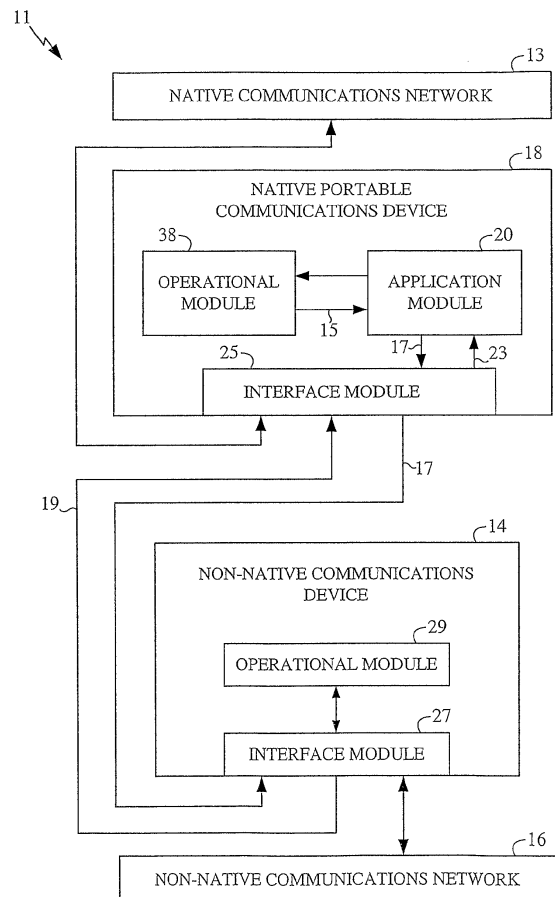 11
13
NATIVE COMMUNICATIONS NETWORK
18
NATIVE PORTABLE
COMMUNICATIONS DEVICE
38
OPERATIONAL
MODULE
20
APPLICATION
MODULE
15
17
23
25
INTERFACE MODULE
19
17
14
NON-NATIVE COMMUNICATIONS
DEVICE
29
OPERATIONAL MODULE
27
INTERFACE MODULE
16
NON-NATIVE COMMUNICATIONS NETWORK